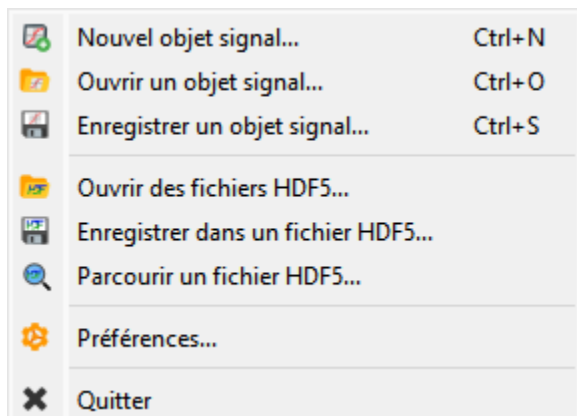 Nouvel objet signal... Ctrl+N
Ouvrir un objet signal... Ctrl+O
Enregistrer un objet signal... Ctrl+S
Ouvrir des fichiers HDF5...
Enregistrer dans un fichier HDF5...
Parcourir un fichier HDF5...
Préférences...
Quitter